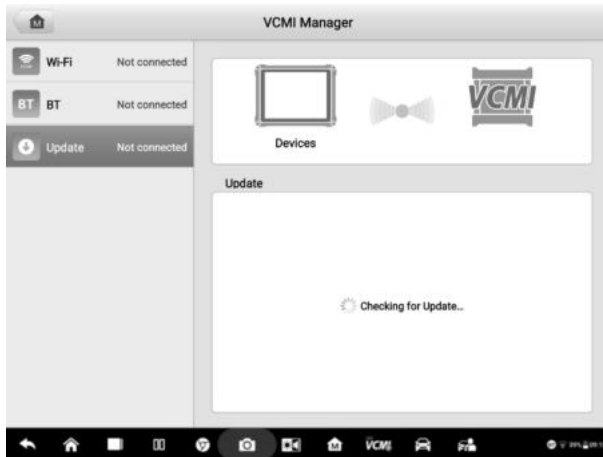 VCMI Manager
Wi-Fi Not connected
BT BT Not connected
Update Not connected
VCMI
Devices
Update
Checking for Update...
M
VCMI